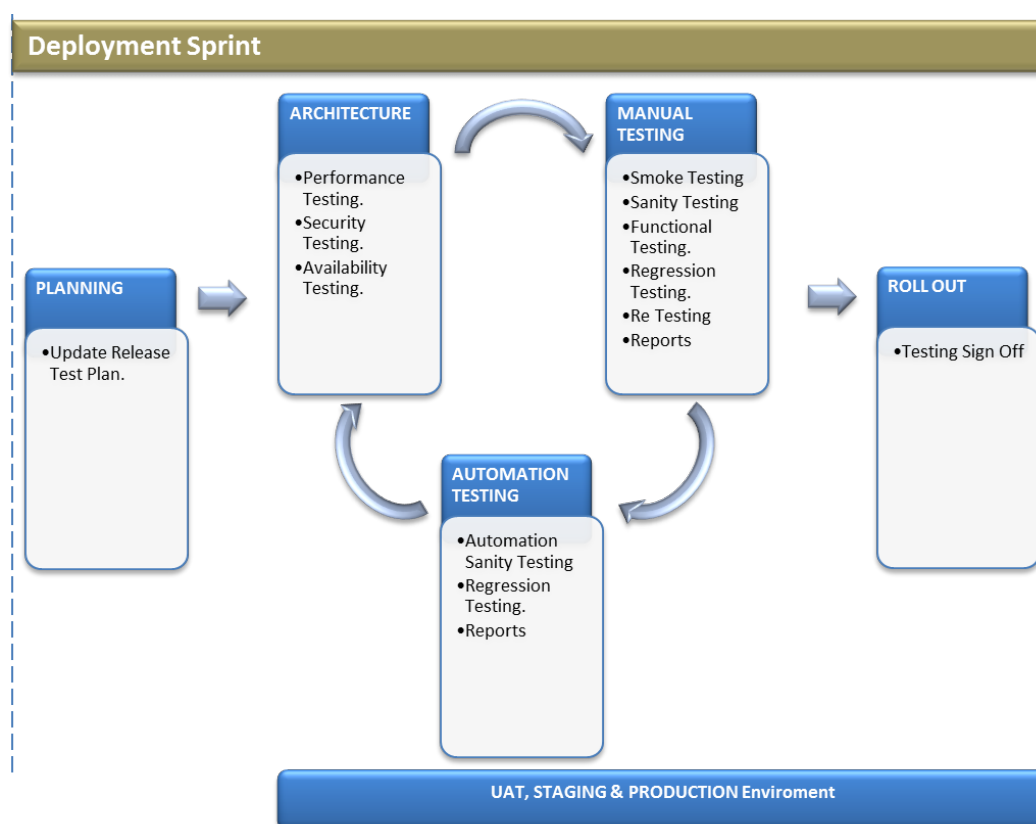 Deployment Sprint
ARCHITECTURE
•Performance
Testing.
•Security
Testing.
•Availability
Testing.
MANUAL
TESTING
•Smoke Testing
•Sanity Testing
•Functional
Testing.
•Regression
Testing.
•Re Testing
•Reports
PLANNING
•Update Release
Test Plan.
ROLL OUT
•Testing Sign Off
AUTOMATION
TESTING
•Automation
Sanity Testing
•Regression
Testing.
•Reports
UAT, STAGING & PRODUCTION Enviroment